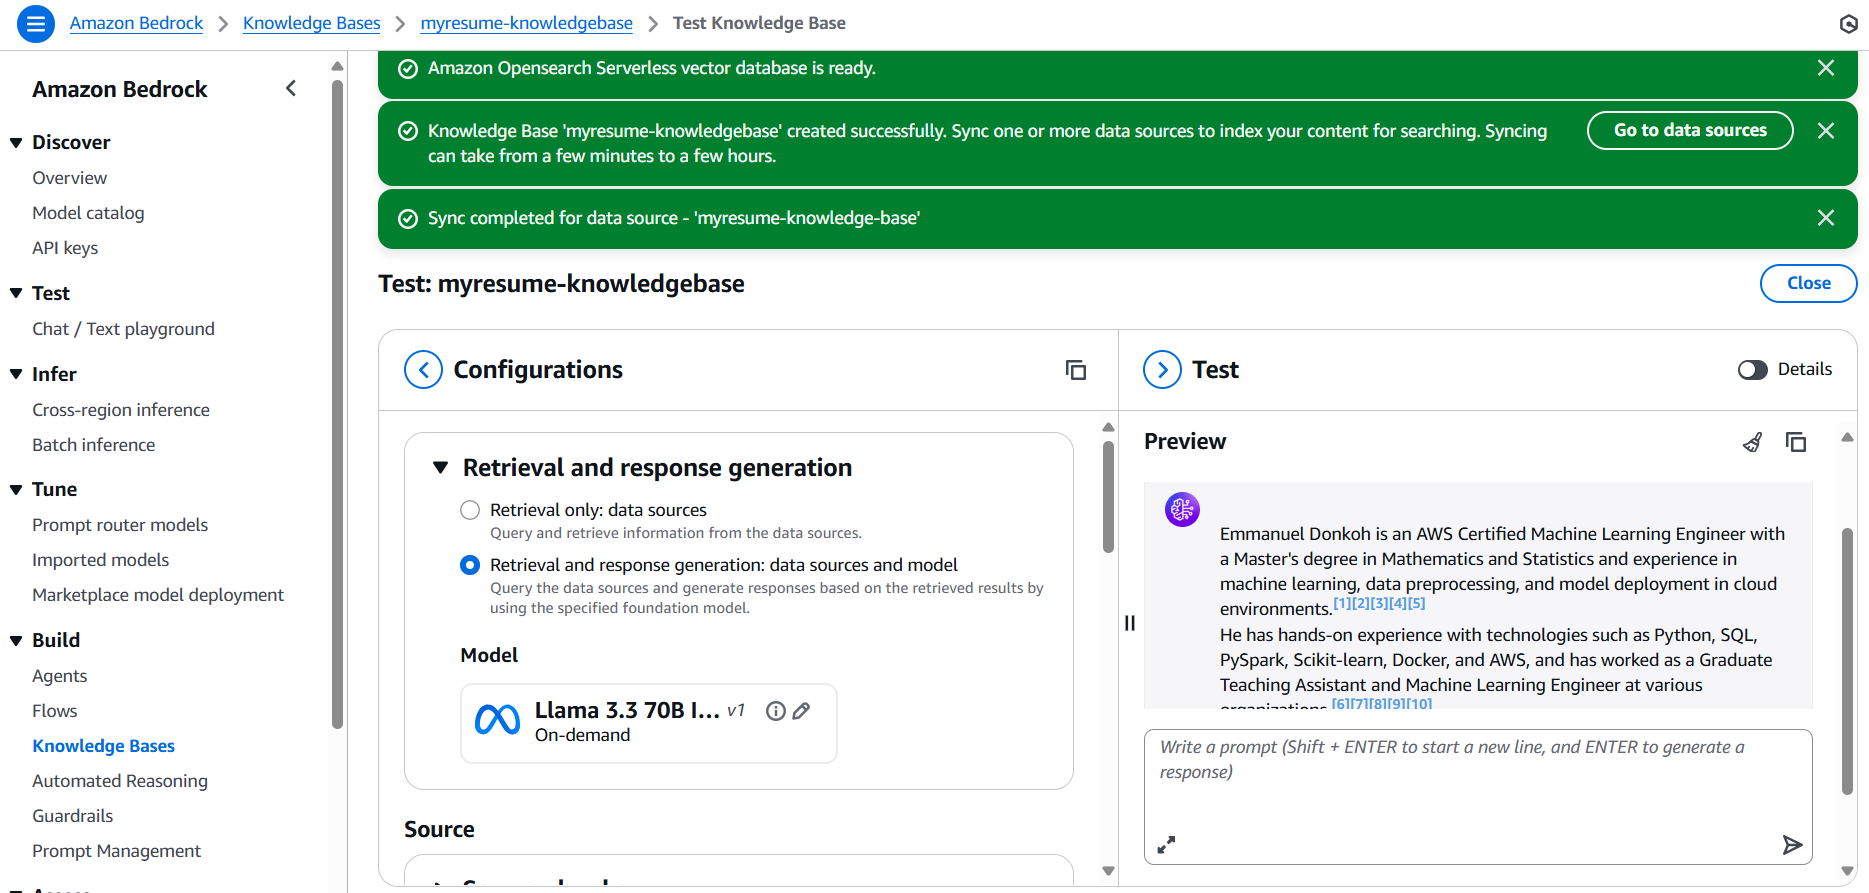 Amazon Bedrock
Knowledge Bases
myresume-knowledgebase
Test Knowledge Base
Amazon Bedrock
Discover
Overview
Model catalog
API keys
Test
Chat / Text playground
Infer
Cross-region inference
Batch inference
Tune
Prompt router models
Imported models
Marketplace model deployment
Build
Agents
Flows
Knowledge Bases
Automated Reasoning
Guardrails
Prompt Management
Amazon Opensearch Serverless vector database is ready.
Knowledge Base 'myresume-knowledgebase' created successfully. Sync one or more data sources to index your content for searching. Syncing
can take from a few minutes to a few hours.
Go to data sources
Sync completed for data source - 'myresume-knowledge-base'
Test: myresume-knowledgebase
Close
Configurations
Retrieval and response generation
Retrieval only: data sources
Query and retrieve information from the data sources.
Retrieval and response generation: data sources and model
Query the data sources and generate responses based on the retrieved results by
using the specified foundation model.
Model
Llama 3.3 70B I... v1
On-demand
Source
Test
Details
Preview
Emmanuel Donkoh is an AWS Certified Machine Learning Engineer with
a Master's degree in Mathematics and Statistics and experience in
machine learning, data preprocessing, and model deployment in cloud
environments.[1][2][3][4][5]
He has hands-on experience with technologies such as Python, SQL,
PySpark, Scikit-learn, Docker, and AWS, and has worked as a Graduate
Teaching Assistant and Machine Learning Engineer at various
organizations.[6][7][8][9][10]
Write a prompt (Shift + ENTER to start a new line, and ENTER to generate a
response)